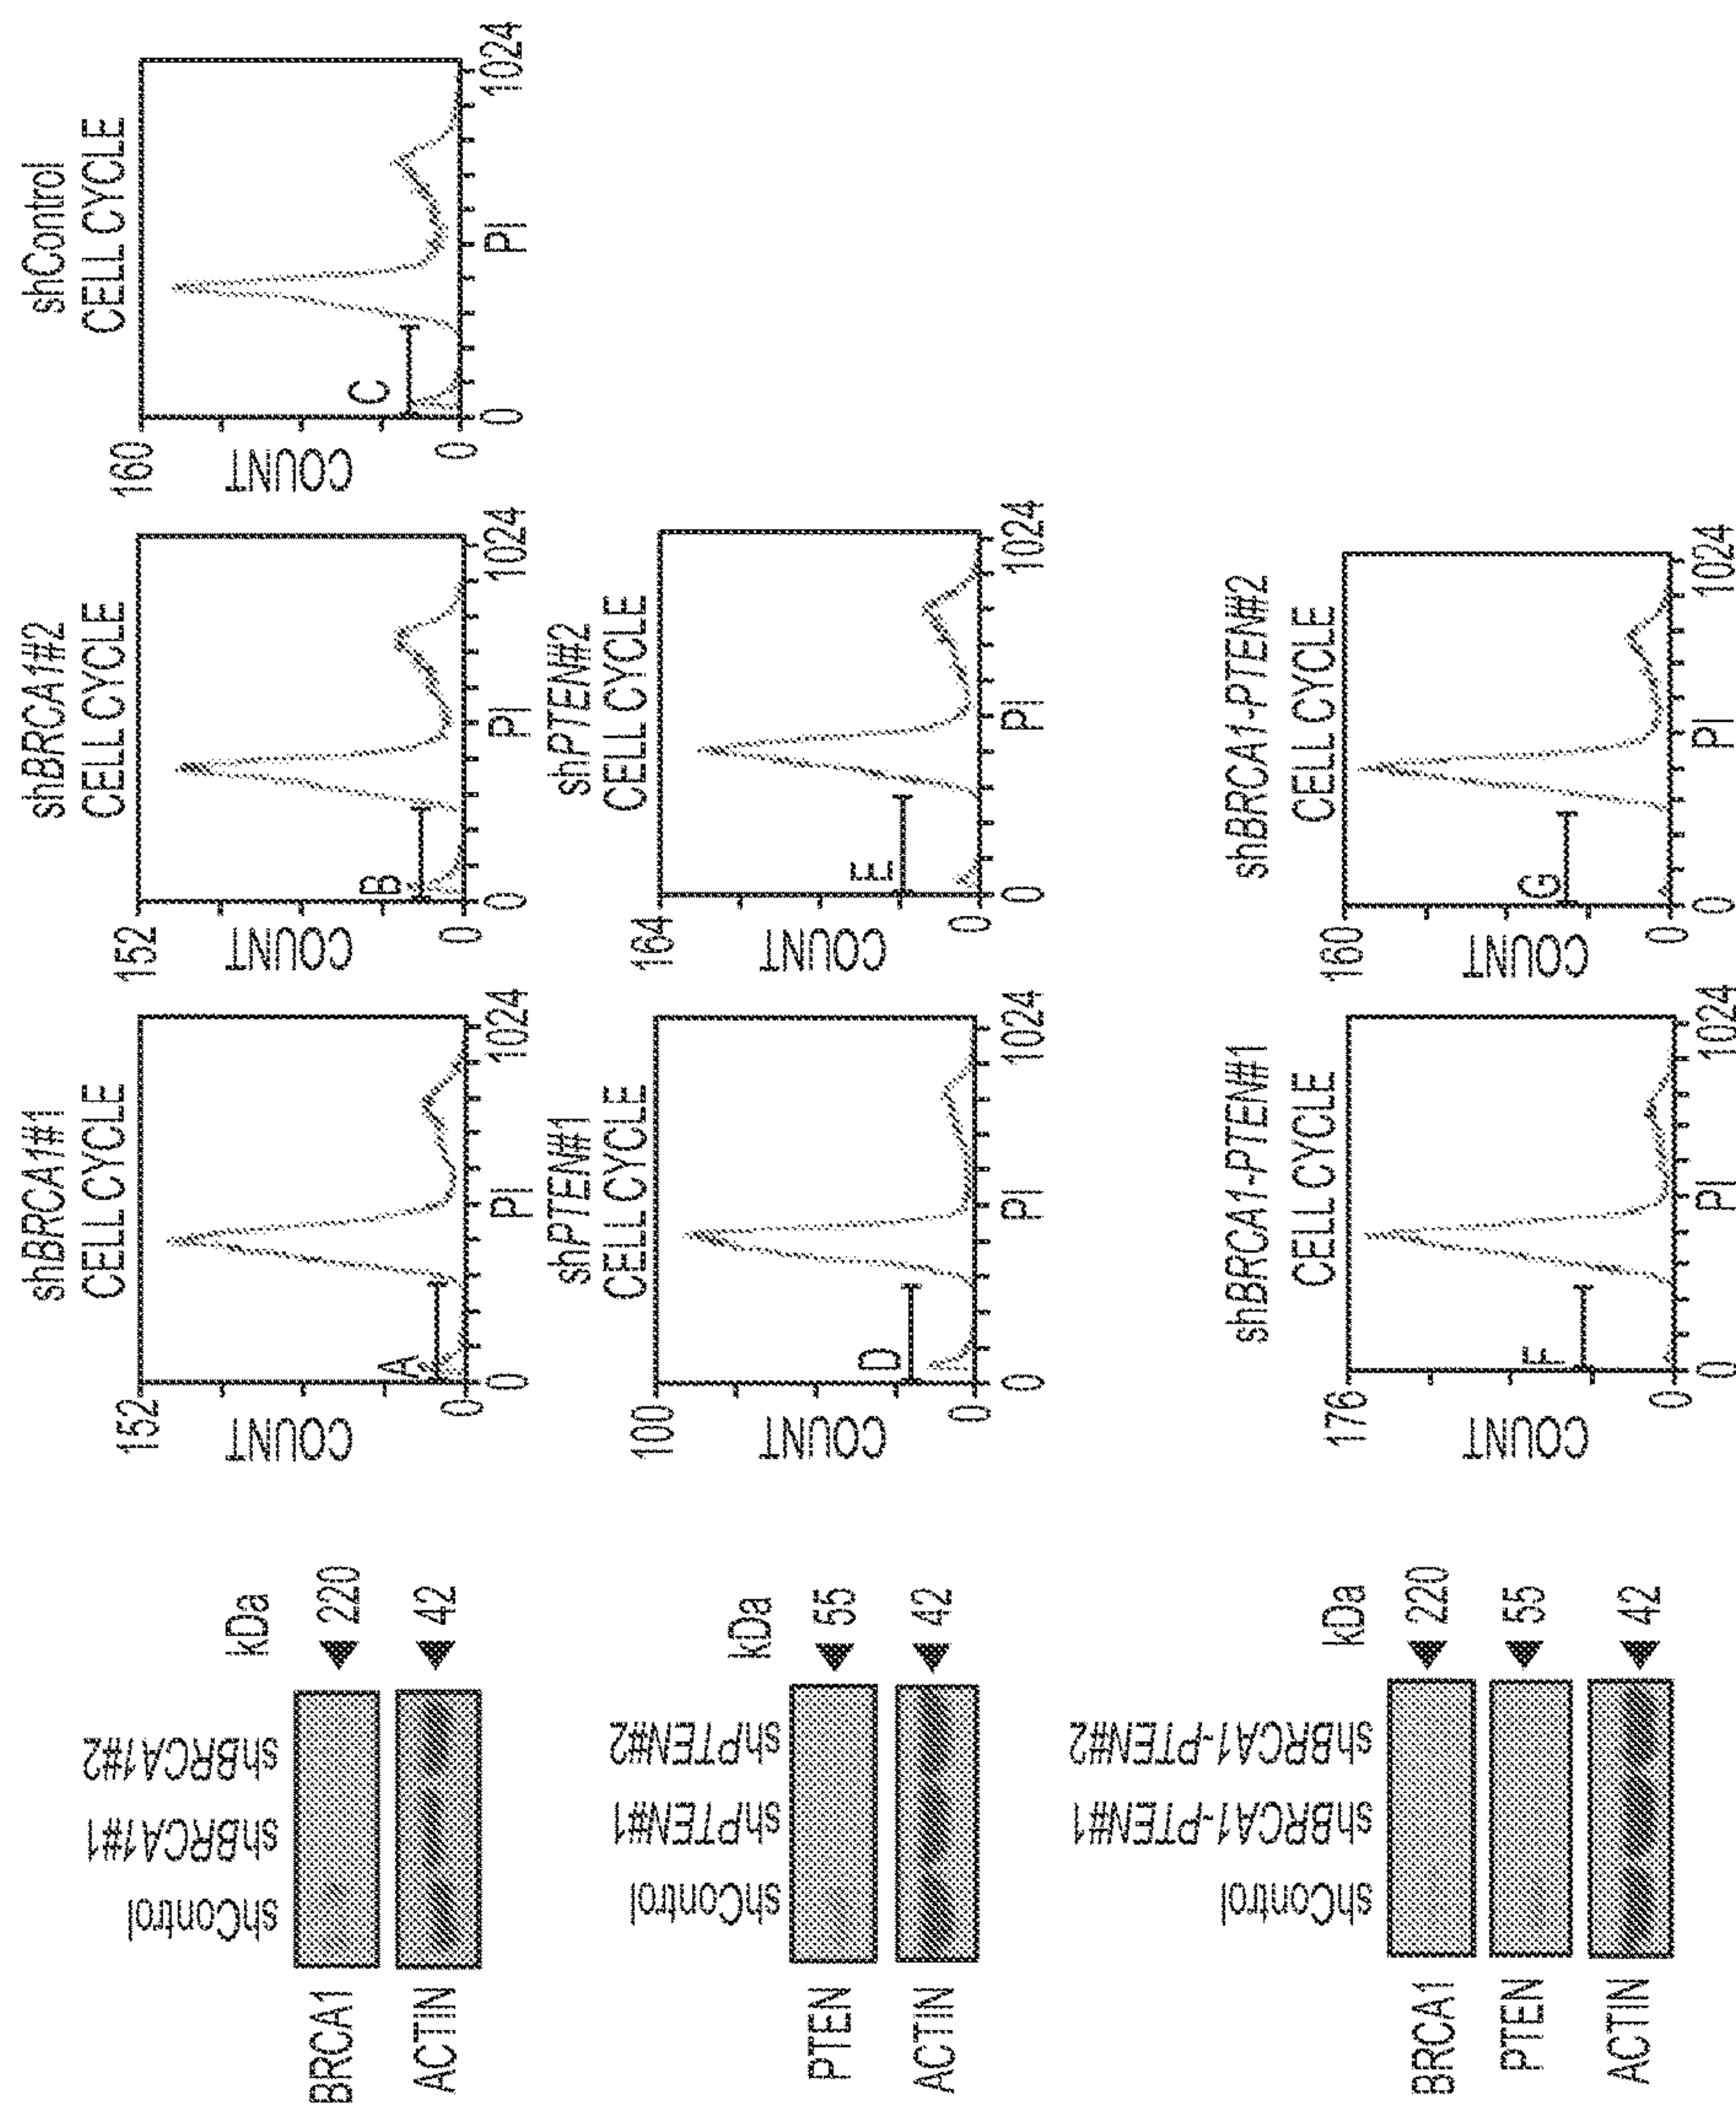 shControl
shBRCA1#1
shBRCA1#2
kDa
BRCA1
220
ACTIN
42
shBRCA1#1
CELL CYCLE
152
COUNT
0
A
0
PI
1024
shBRCA1#2
CELL CYCLE
152
COUNT
0
B
0
PI
1024
shControl
CELL CYCLE
160
COUNT
0
C
0
PI
1024
shControl
shPTEN#1
shPTEN#2
kDa
PTEN
55
ACTIN
42
shPTEN#1
CELL CYCLE
100
COUNT
0
D
0
PI
1024
shPTEN#2
CELL CYCLE
164
COUNT
0
E
0
PI
1024
shControl
shBRCA1-PTEN#1
shBRCA1-PTEN#2
kDa
BRCA1
220
PTEN
55
ACTIN
42
shBRCA1-PTEN#1
CELL CYCLE
176
COUNT
0
F
0
PI
1024
shBRCA1-PTEN#2
CELL CYCLE
160
COUNT
0
G
0
PI
1024